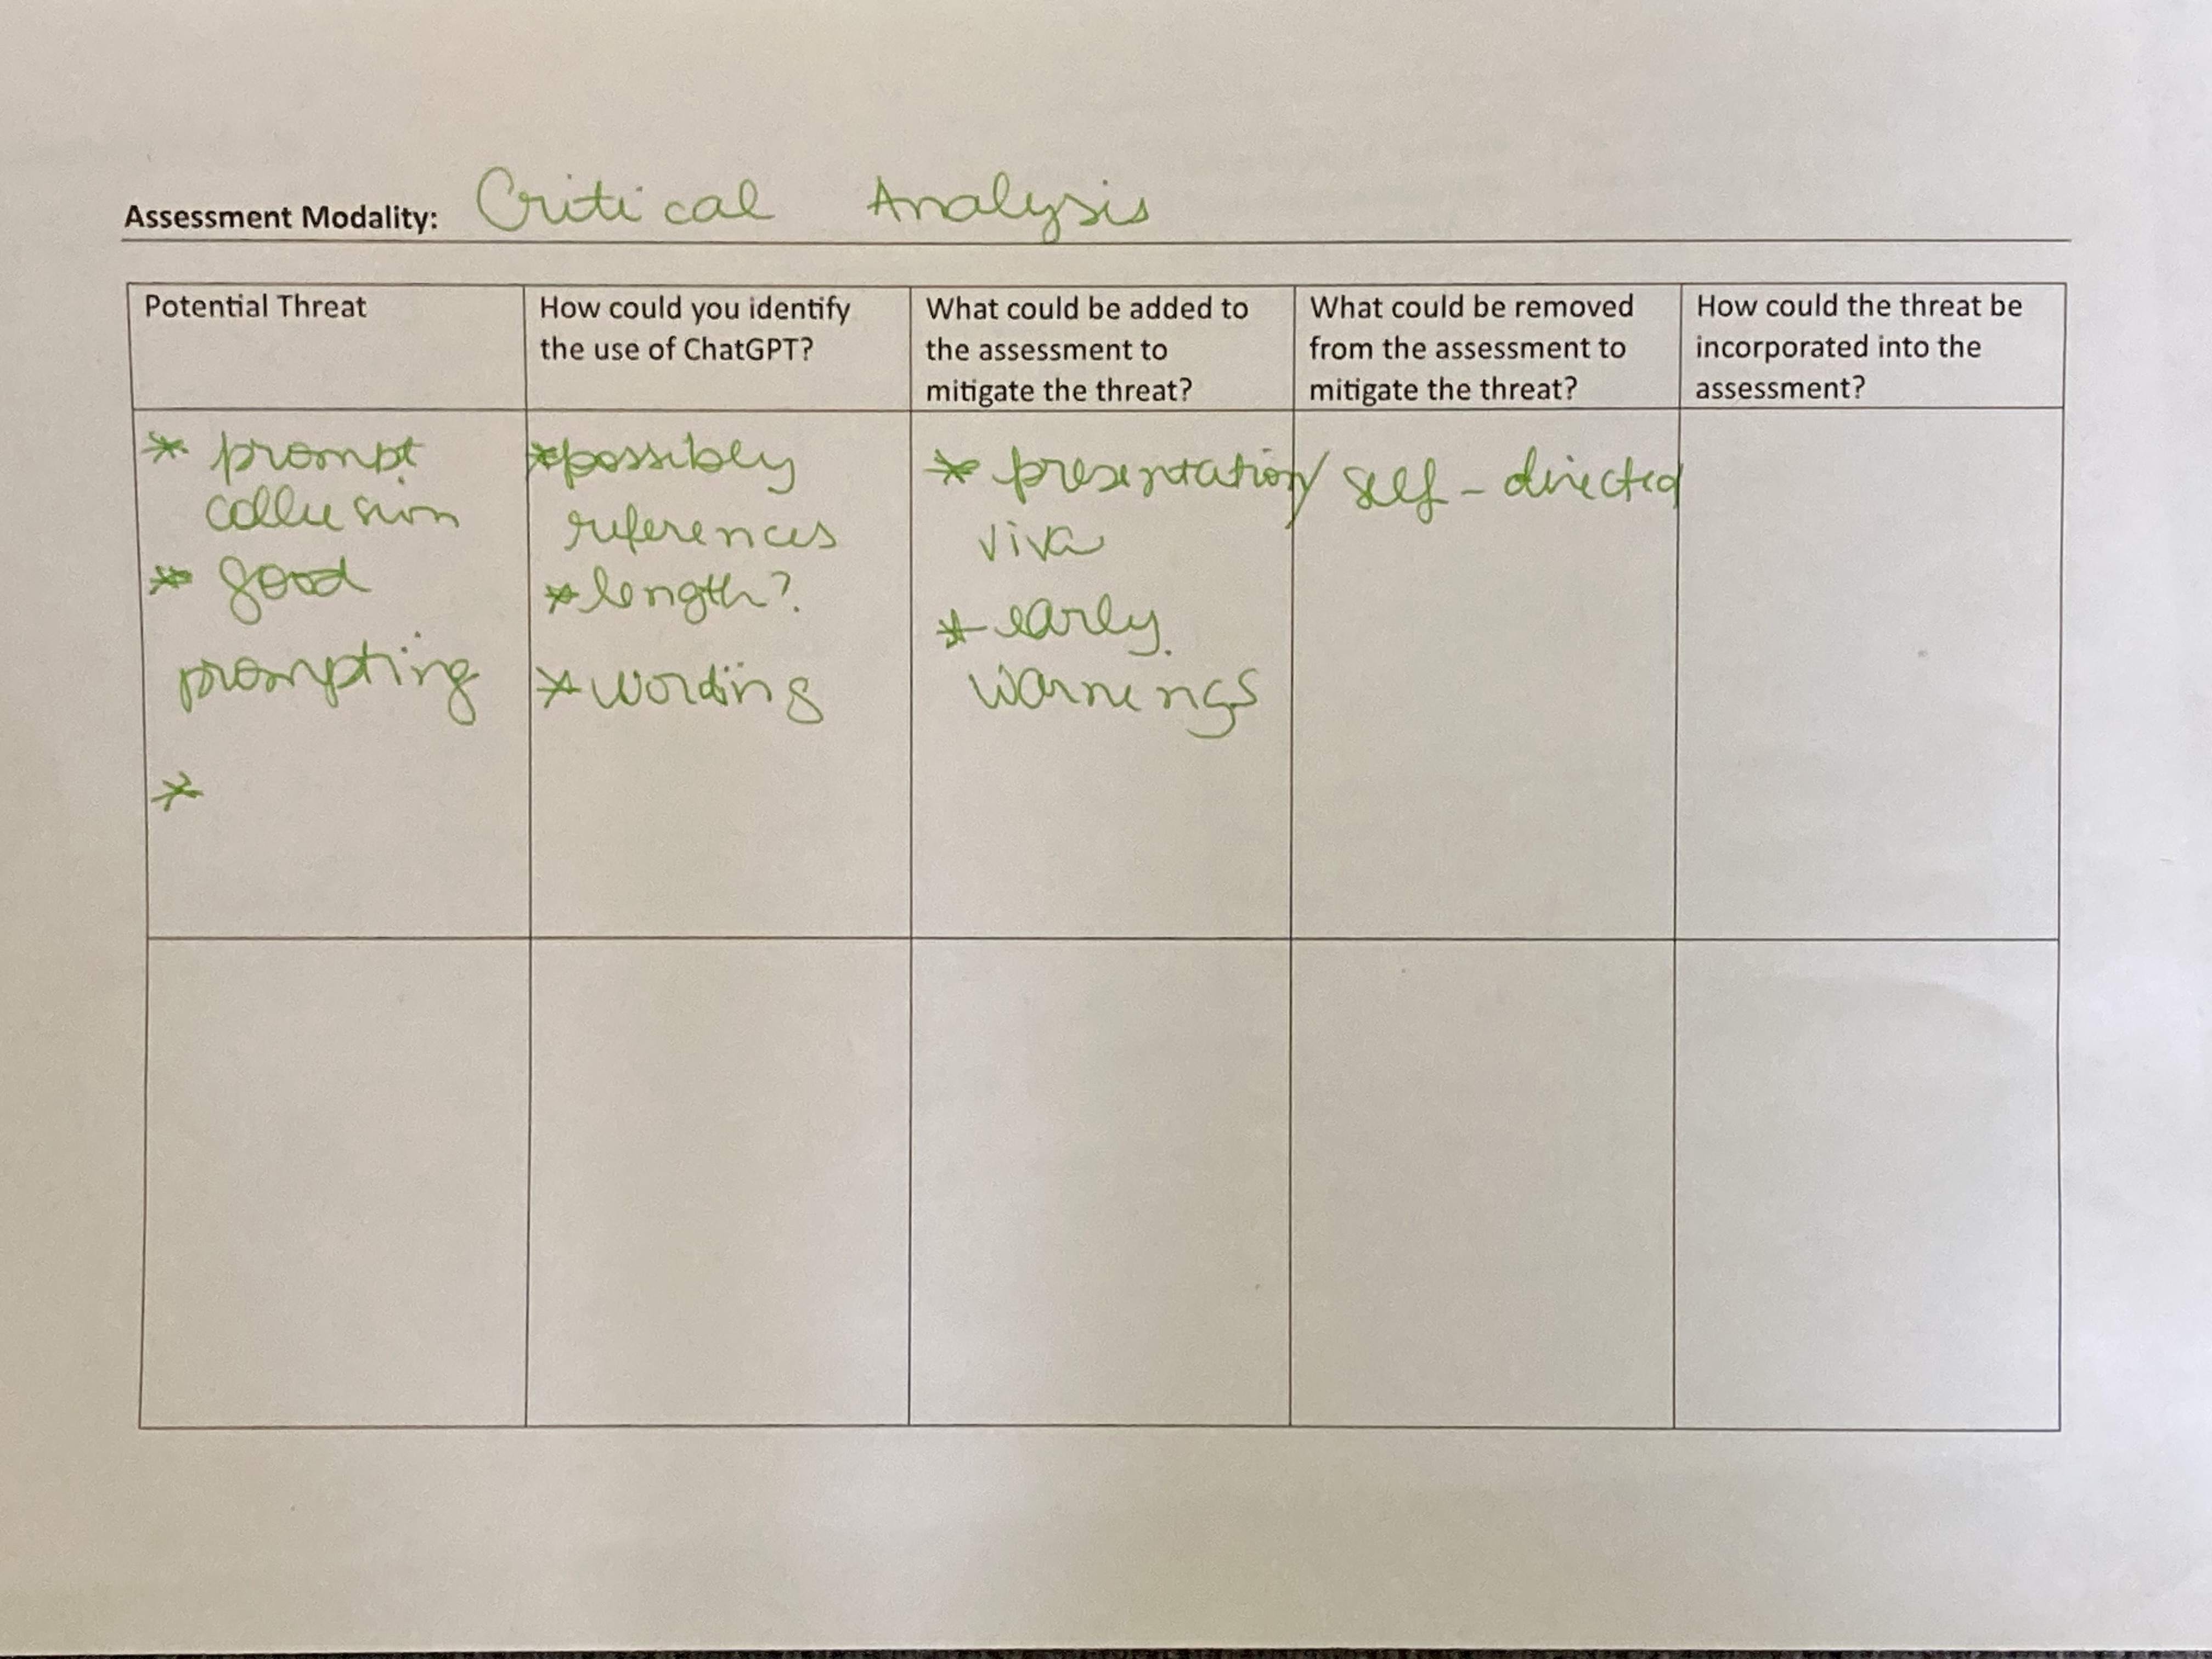 Assessment Modality: Critical Analysis
Potential Threat
How could you identify
the use of ChatGPT?
What could be added to
the assessment to
mitigate the threat?
What could be removed
from the assessment to
mitigate the threat?
How could the threat be
incorporated into the
assessment?
* prompt
collusion
* good
prompting
*
*possibly
references
*length?
*wording
* presentation/
viva
* early
warnings
self-directed